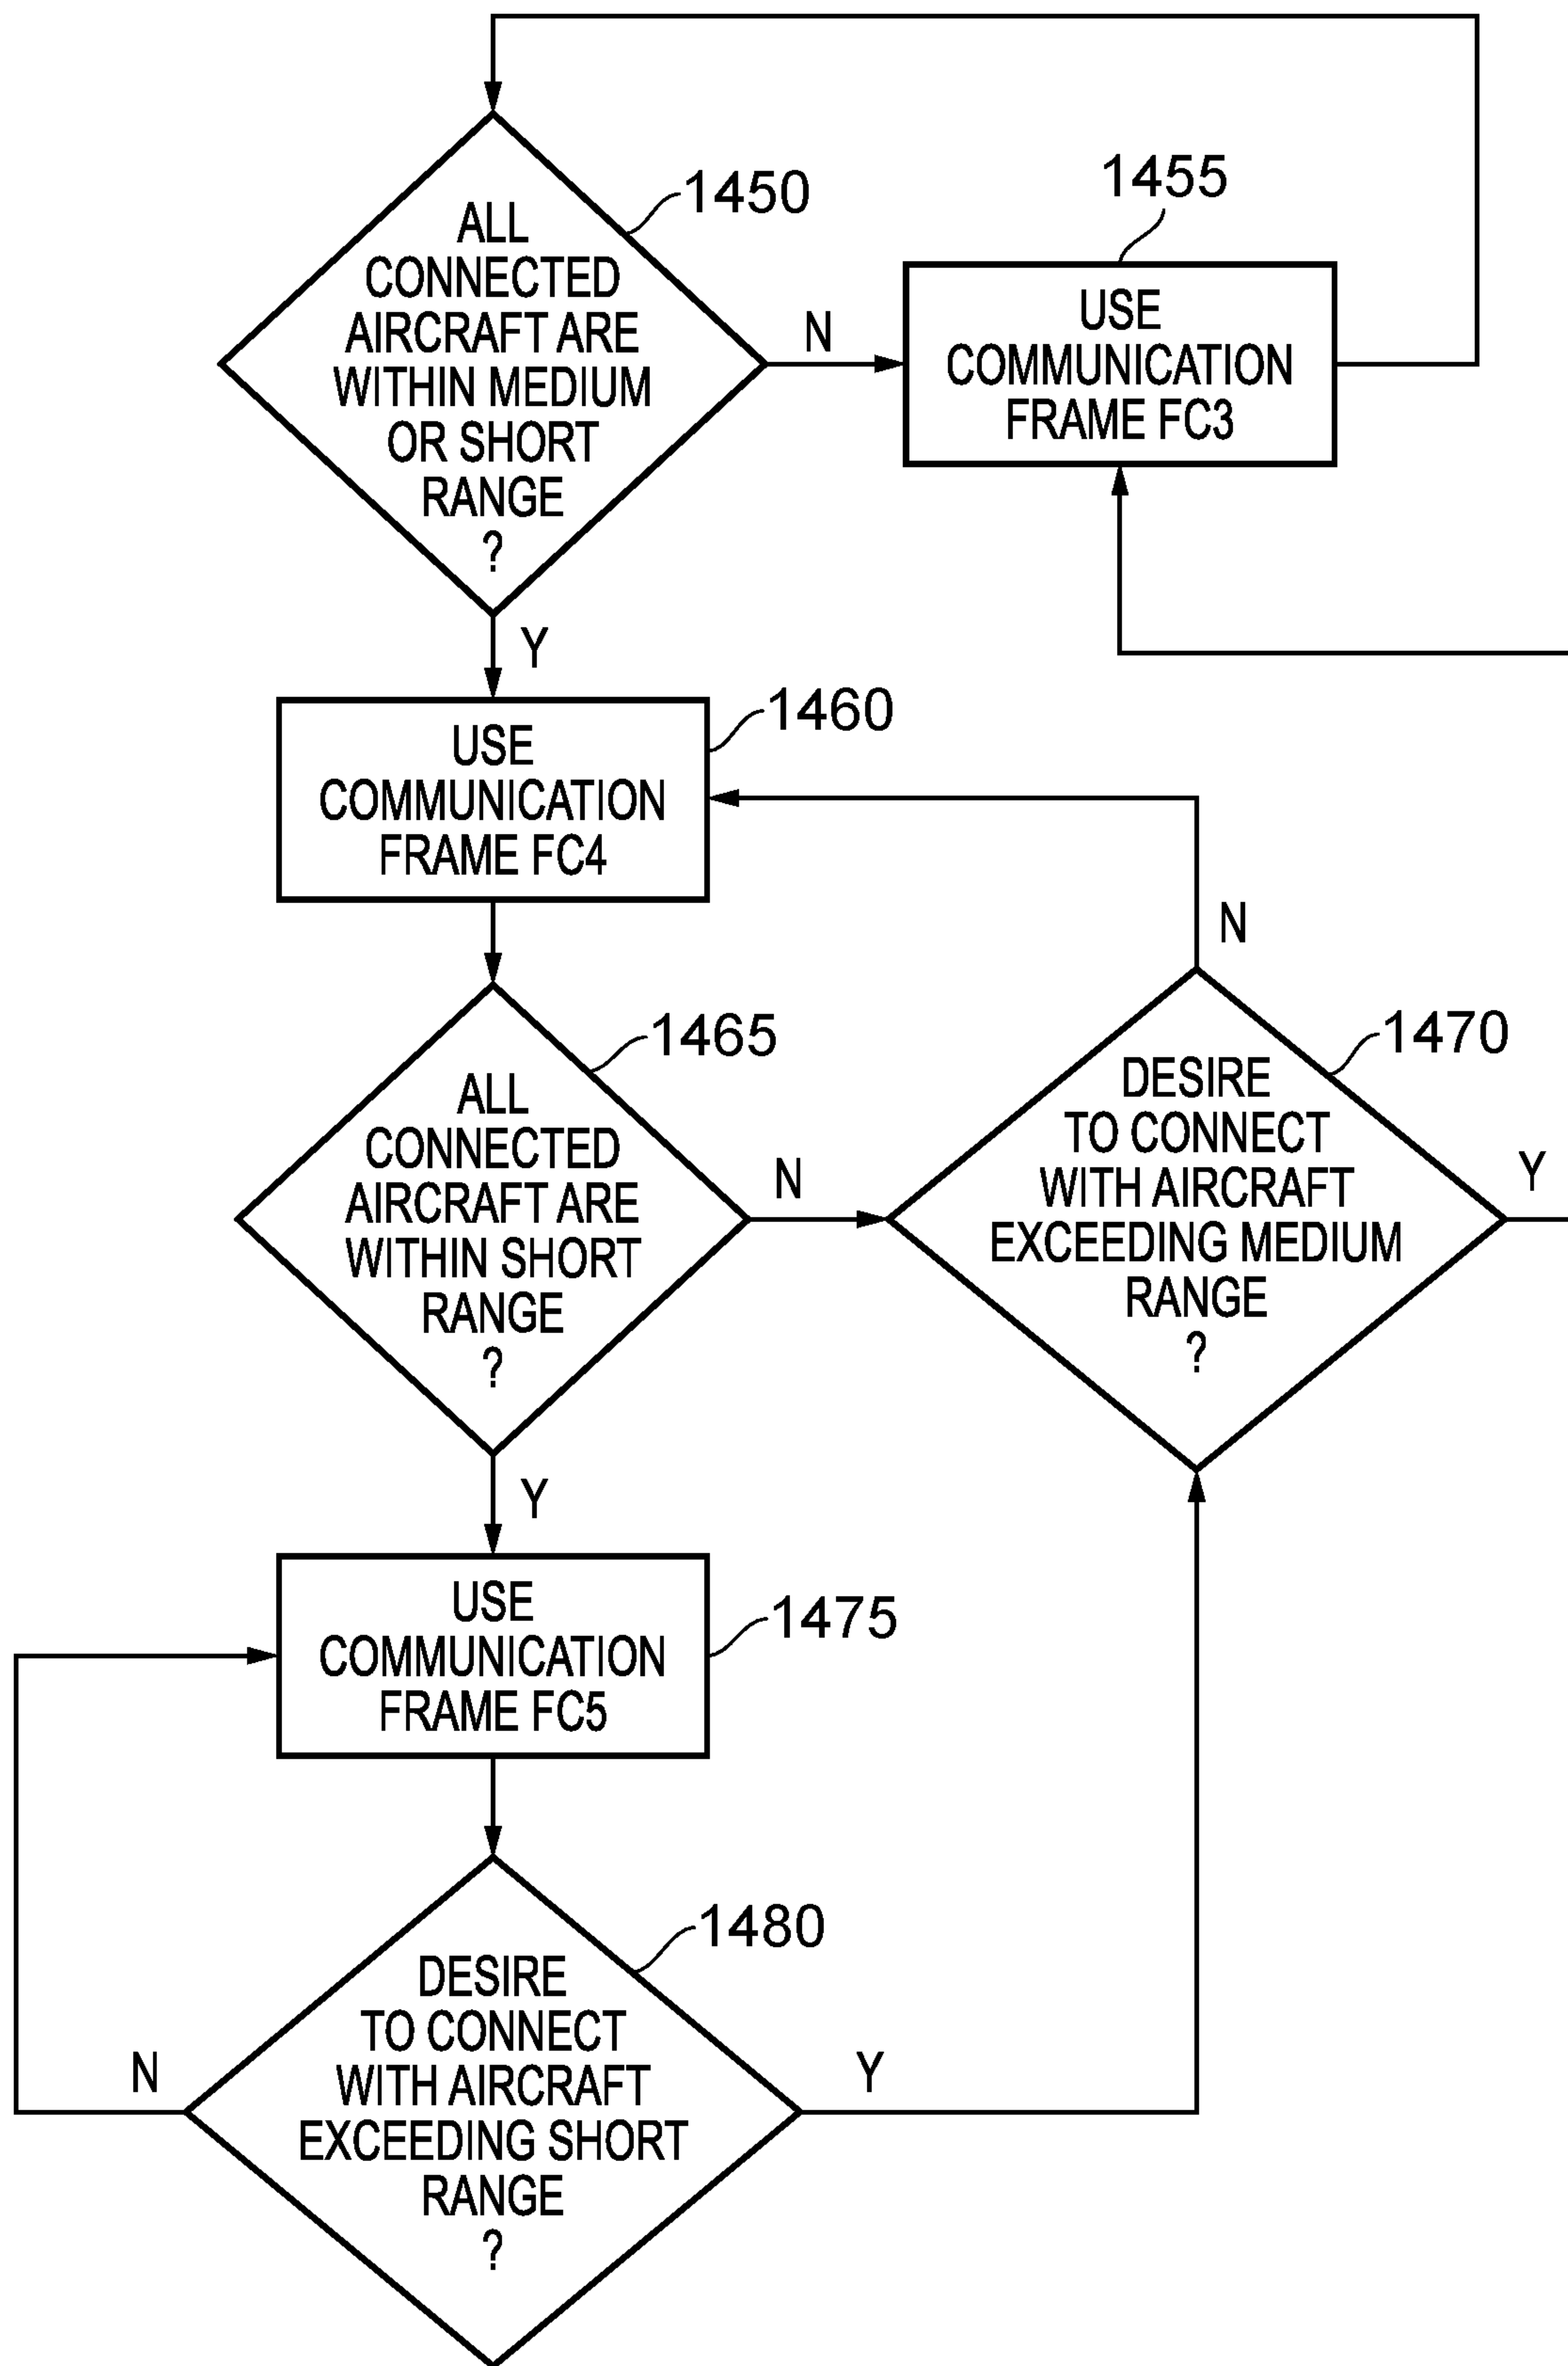 1450
ALL
CONNECTED
AIRCRAFT ARE
WITHIN MEDIUM
OR SHORT
RANGE
?
N
Y
1455
USE
COMMUNICATION
FRAME FC3
1460
USE
COMMUNICATION
FRAME FC4
1465
ALL
CONNECTED
AIRCRAFT ARE
WITHIN SHORT
RANGE
?
N
Y
1470
DESIRE
TO CONNECT
WITH AIRCRAFT
EXCEEDING MEDIUM
RANGE
?
N
Y
1475
USE
COMMUNICATION
FRAME FC5
1480
DESIRE
TO CONNECT
WITH AIRCRAFT
EXCEEDING SHORT
RANGE
?
N
Y